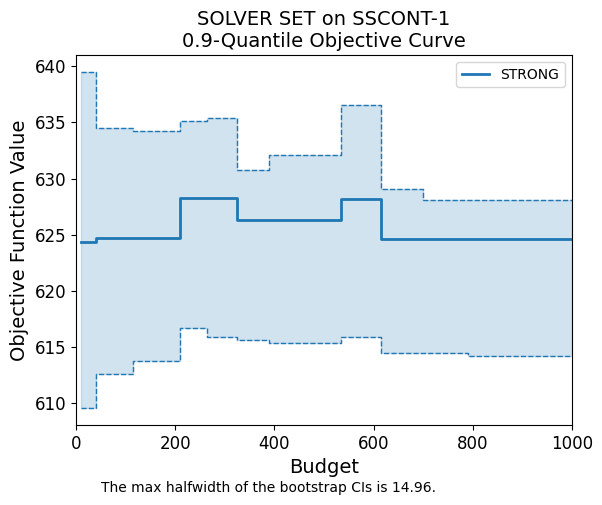 SOLVER SET on SSCONT-1
0.9-Quantile Objective Curve
STRONG
Objective Function Value
640
635
630
625
620
615
610
0 200 400 600 800 1000
Budget
The max halfwidth of the bootstrap CIs is 14.96.